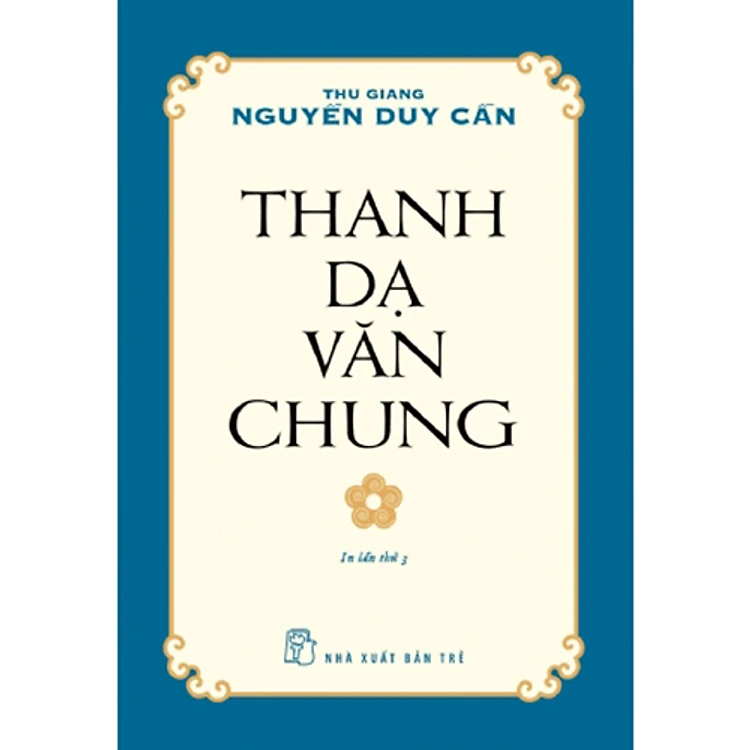 THU GIANG
NGUYỄN DUY CẦN
THANH
DẠ
VĂN
CHUNG
In lần thứ 3
NHÀ XUẤT BẢN TRẺ